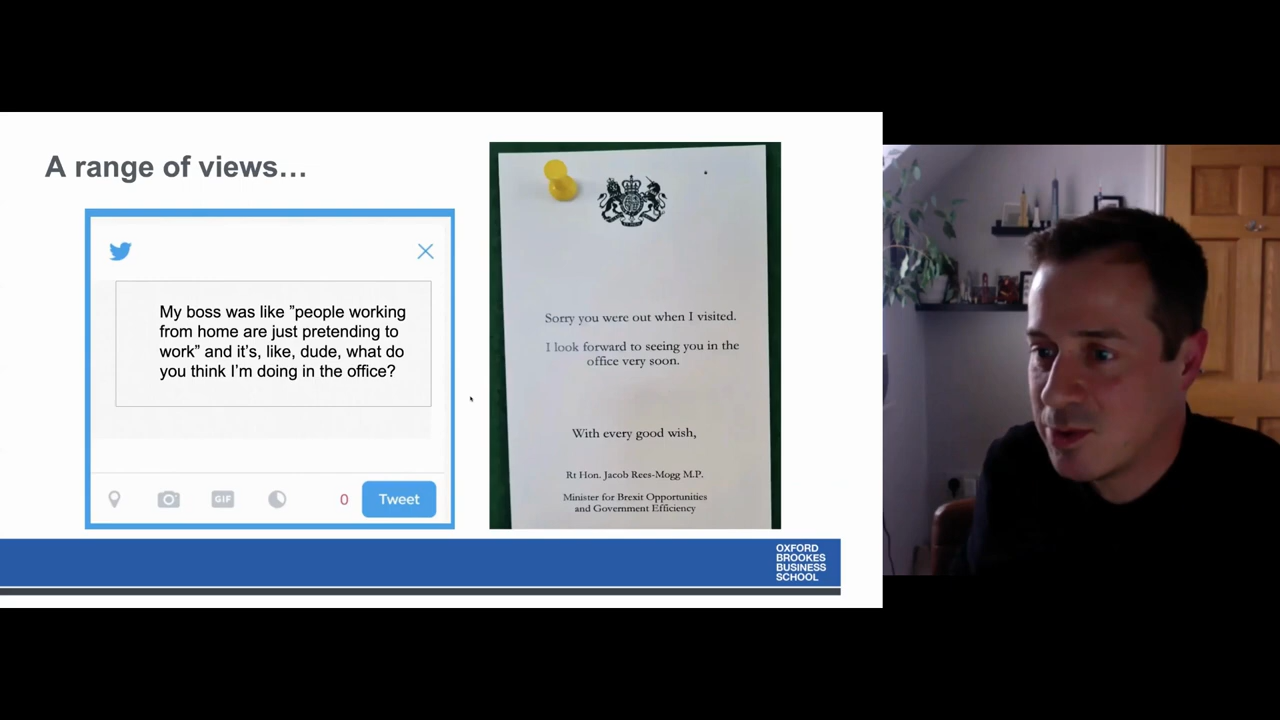 A range of views…
My boss was like ”people working
from home are just pretending to
work” and it’s, like, dude, what do
you think I’m doing in the office?
GIF
0
Tweet
Sorry you were out when I visited.
I look forward to seeing you in the
office very soon.
With every good wish,
Rt Hon. Jacob Rees-Mogg M.P.
Minister for Brexit Opportunities
and Government Efficiency
OXFORD
BROOKES
BUSINESS
SCHOOL